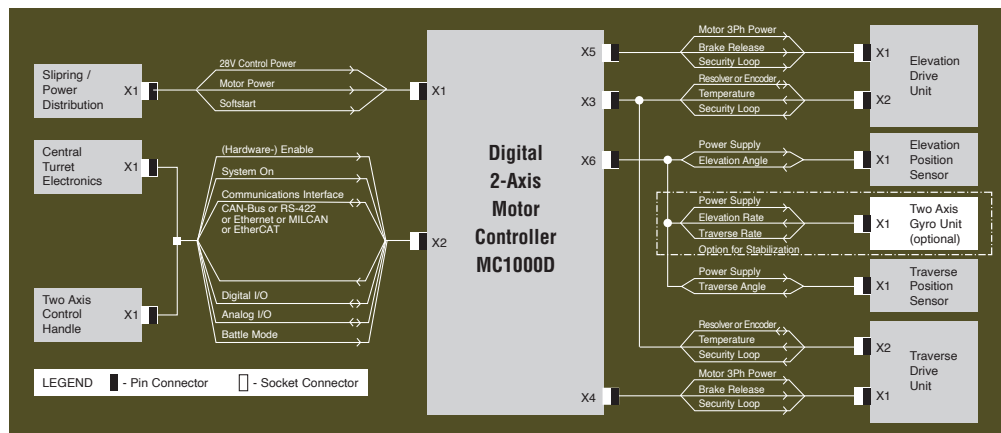 Slipring /
Power
Distribution
X1
28V Control Power
Motor Power
Softstart
X1
Central
Turret
Electronics
X1
(Hardware-) Enable
System On
Communications Interface
CAN-Bus or RS-422
or Ethernet or MILCAN
or EtherCAT
Digital I/O
Analog I/O
Battle Mode
X2
Two Axis
Control
Handle
X1
LEGEND
- Pin Connector
- Socket Connector
Digital
2-Axis
Motor
Controller
MC1000D
X5
X3
X6
X4
Motor 3Ph Power
Brake Release
Security Loop
X1
Resolver or Encoder
Temperature
Security Loop
X2
Elevation
Drive
Unit
Power Supply
Elevation Angle
X1
Elevation
Position
Sensor
Power Supply
Elevation Rate
Traverse Rate
Option for Stabilization
X1
Two Axis
Gyro Unit
(optional)
Power Supply
Traverse Angle
X1
Traverse
Position
Sensor
Resolver or Encoder
Temperature
Security Loop
X2
Motor 3Ph Power
Brake Release
Security Loop
X1
Traverse
Drive
Unit